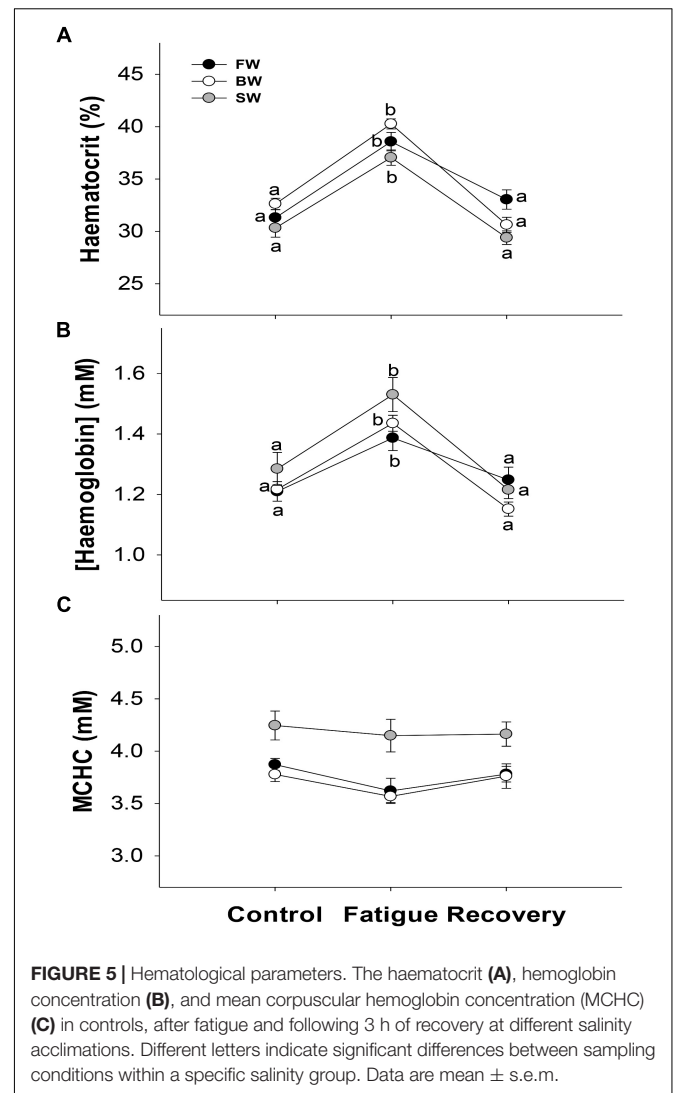 A
Haematocrit (%)
45
40
35
30
25
FW
BW
SW
a
a
a
b
b
b
a
a
a
B
[Haemoglobin] (mM)
1.6
1.4
1.2
1.0
a
a
a
b
b
b
a
a
a
C
MCHC (mM)
5.0
4.5
4.0
3.5
3.0
Control Fatigue Recovery
FIGURE 5 | Hematological parameters. The haematocrit (A), hemoglobin
concentration (B), and mean corpuscular hemoglobin concentration (MCHC)
(C) in controls, after fatigue and following 3 h of recovery at different salinity
acclimations. Different letters indicate significant differences between sampling
conditions within a specific salinity group. Data are mean ± s.e.m.